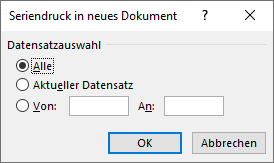 Seriendruck in neues Dokument
?
Datensatzauswahl
Alle
Aktueller Datensatz
Von: An:
OK Abbrechen